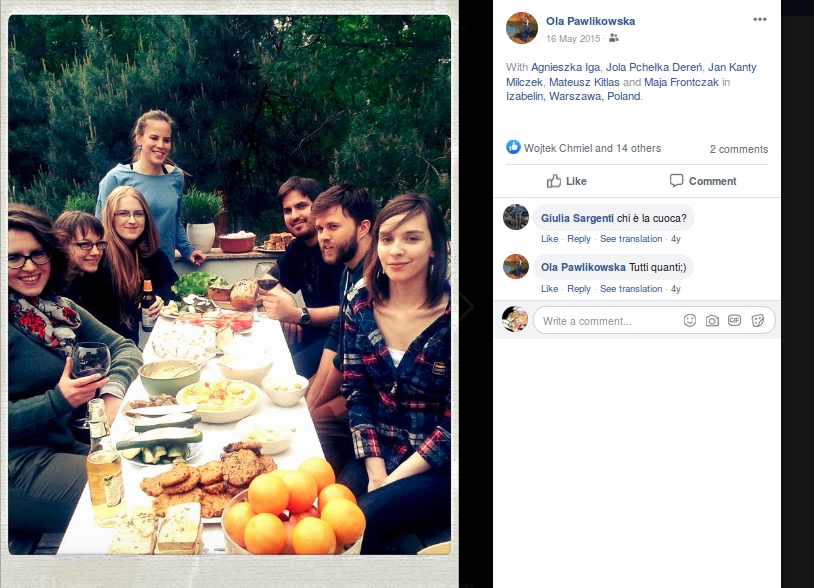 Ola Pawlikowska
16 May 2015 ·
With Agnieszka Iga, Jola Pchełka Dereń, Jan Kanty
Milczek, Mateusz Kitlas and Maja Frontczak in
Izabelin, Warszawa, Poland.
Wojtek Chmiel and 14 others
2 comments
Like
Comment
Giulia Sargenti chi è la cuoca?
Like · Reply · See translation · 4y
Ola Pawlikowska Tutti quanti;)
Like · Reply · See translation · 4y
Write a comment...
GIF